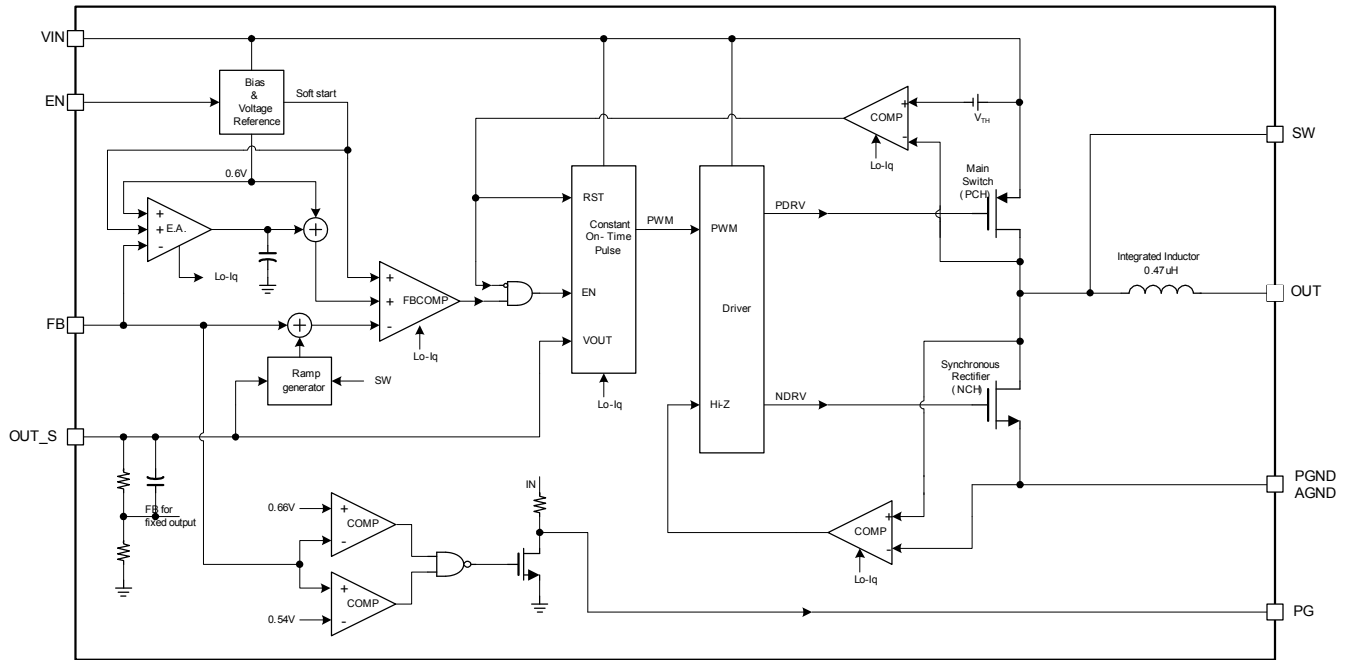 VIN
EN
Bias
&
Voltage
Reference
Soft start
0.6V
+
+
-
E.A.
+
Lo-Iq
+
+
-
FBCOMP
Lo-Iq
FB
+
Ramp
generator
SW
OUT_S
FB for
fixed output
RST
Constant
On- Time
Pulse
EN
VOUT
Lo-Iq
PWM
PWM
Driver
Hi-Z
PDRV
NDRV
+
COMP
-
Lo-Iq
VTH
Main
Switch
(PCH)
SW
Integrated Inductor
0.47uH
OUT
Synchronous
Rectifier
(NCH)
PGND
AGND
+
COMP
-
Lo-Iq
0.66V
+
COMP
-
+
COMP
-
0.54V
IN
PG